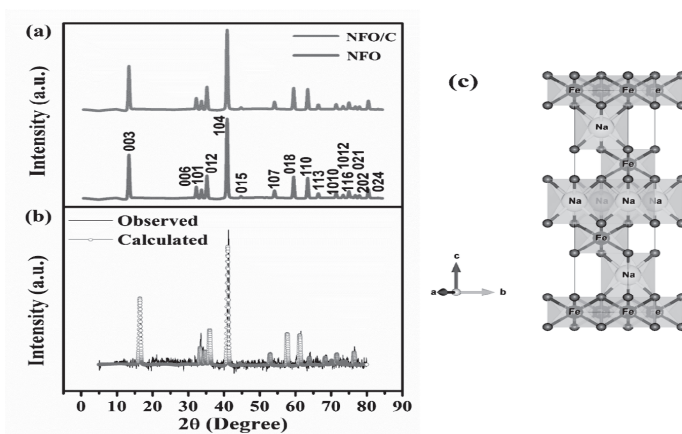 (a)
NFO/C
NFO
Intensity (a.u.)
003
006
101
012
104
015
107
018
110
113
1010
116
1012
021
202
024
(b)
Observed
Calculated
Intensity (a.u.)
0 10 20 30 40 50 60 70 80 90
2θ (Degree)
(c)
Fe Fe e
Na
Fe
Na Na Na Na
Fe
Na
Fe Fe e
c
a b